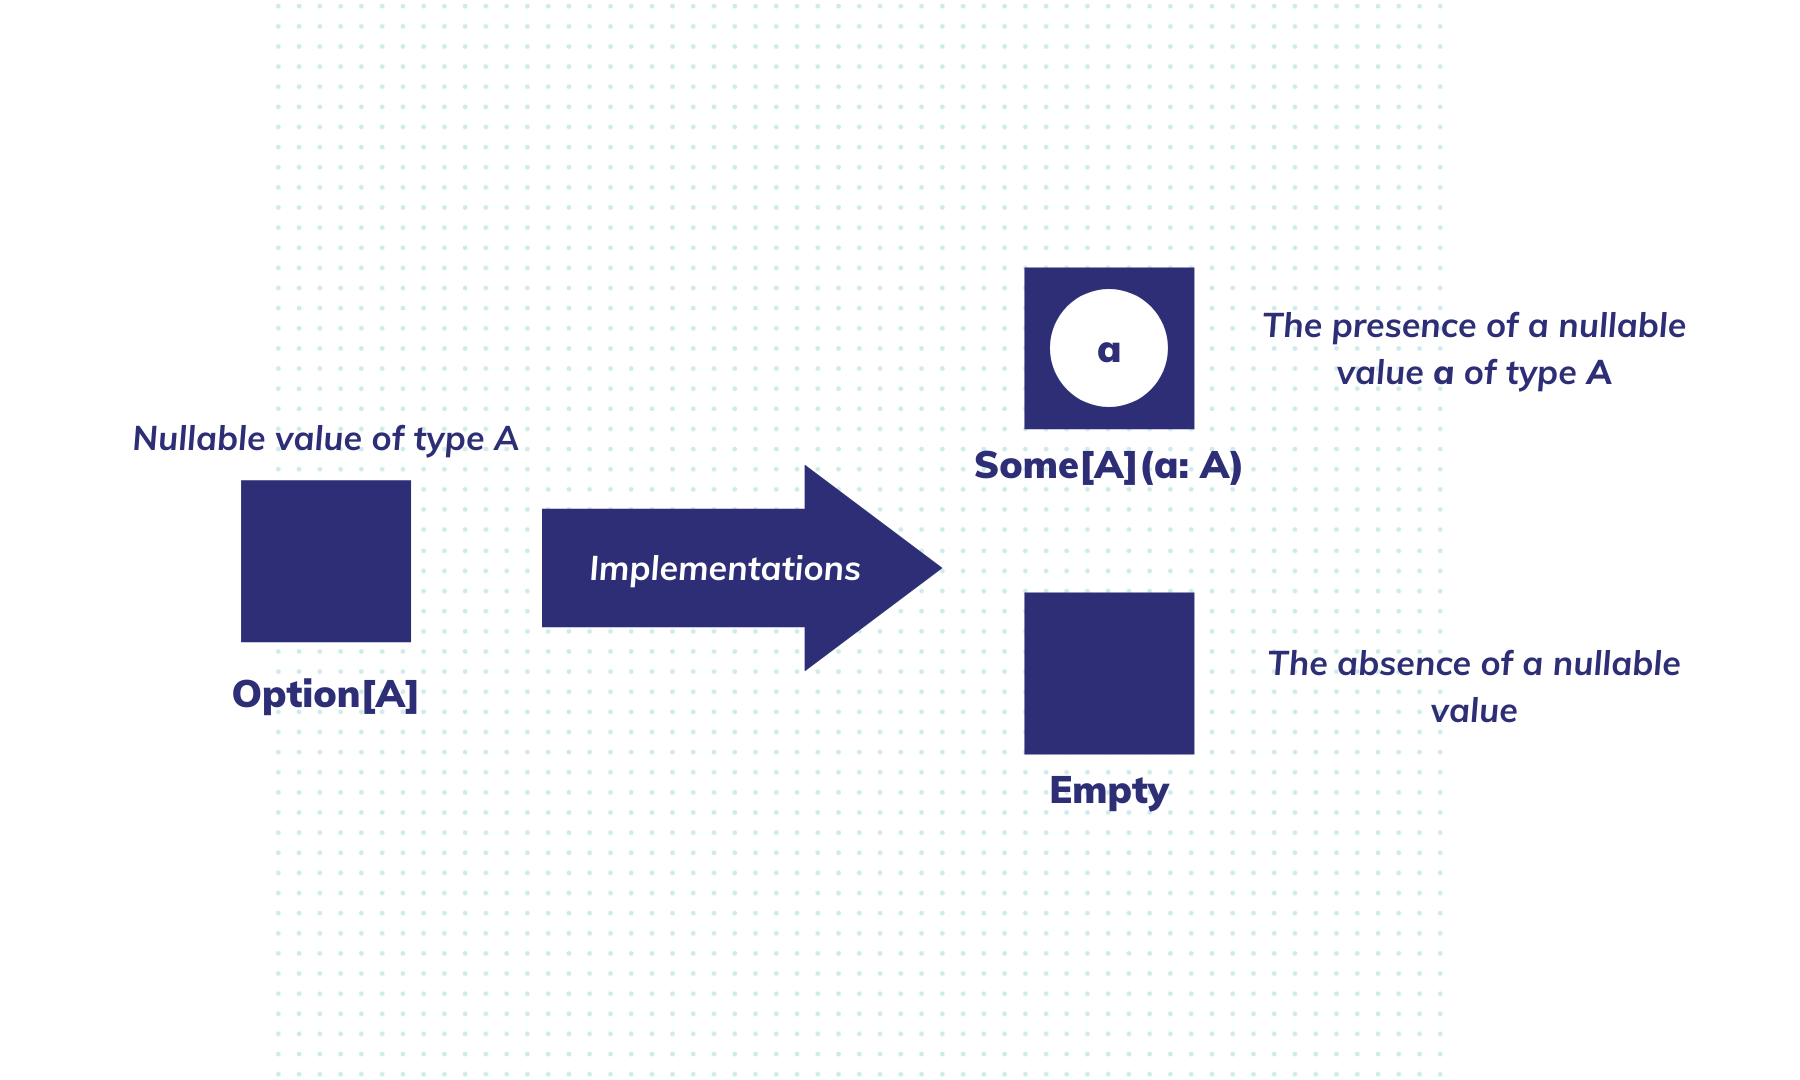 Nullable value of type A
Option[A]
Implementations
a
Some[A](a: A)
The presence of a nullable
value a of type A
Empty
The absence of a nullable
value